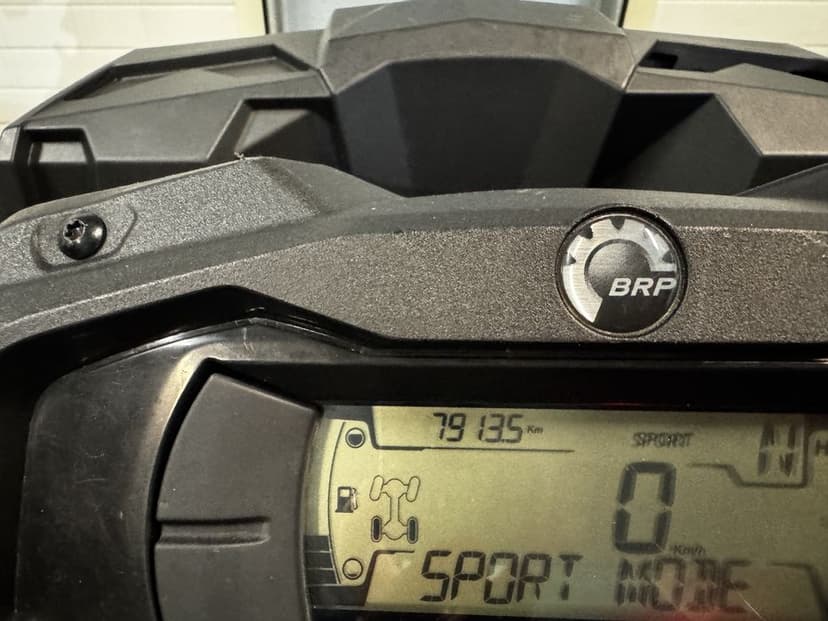 BRP
7913.5 Km
SPORT
N
H
0
Km/h
SPORT MODE